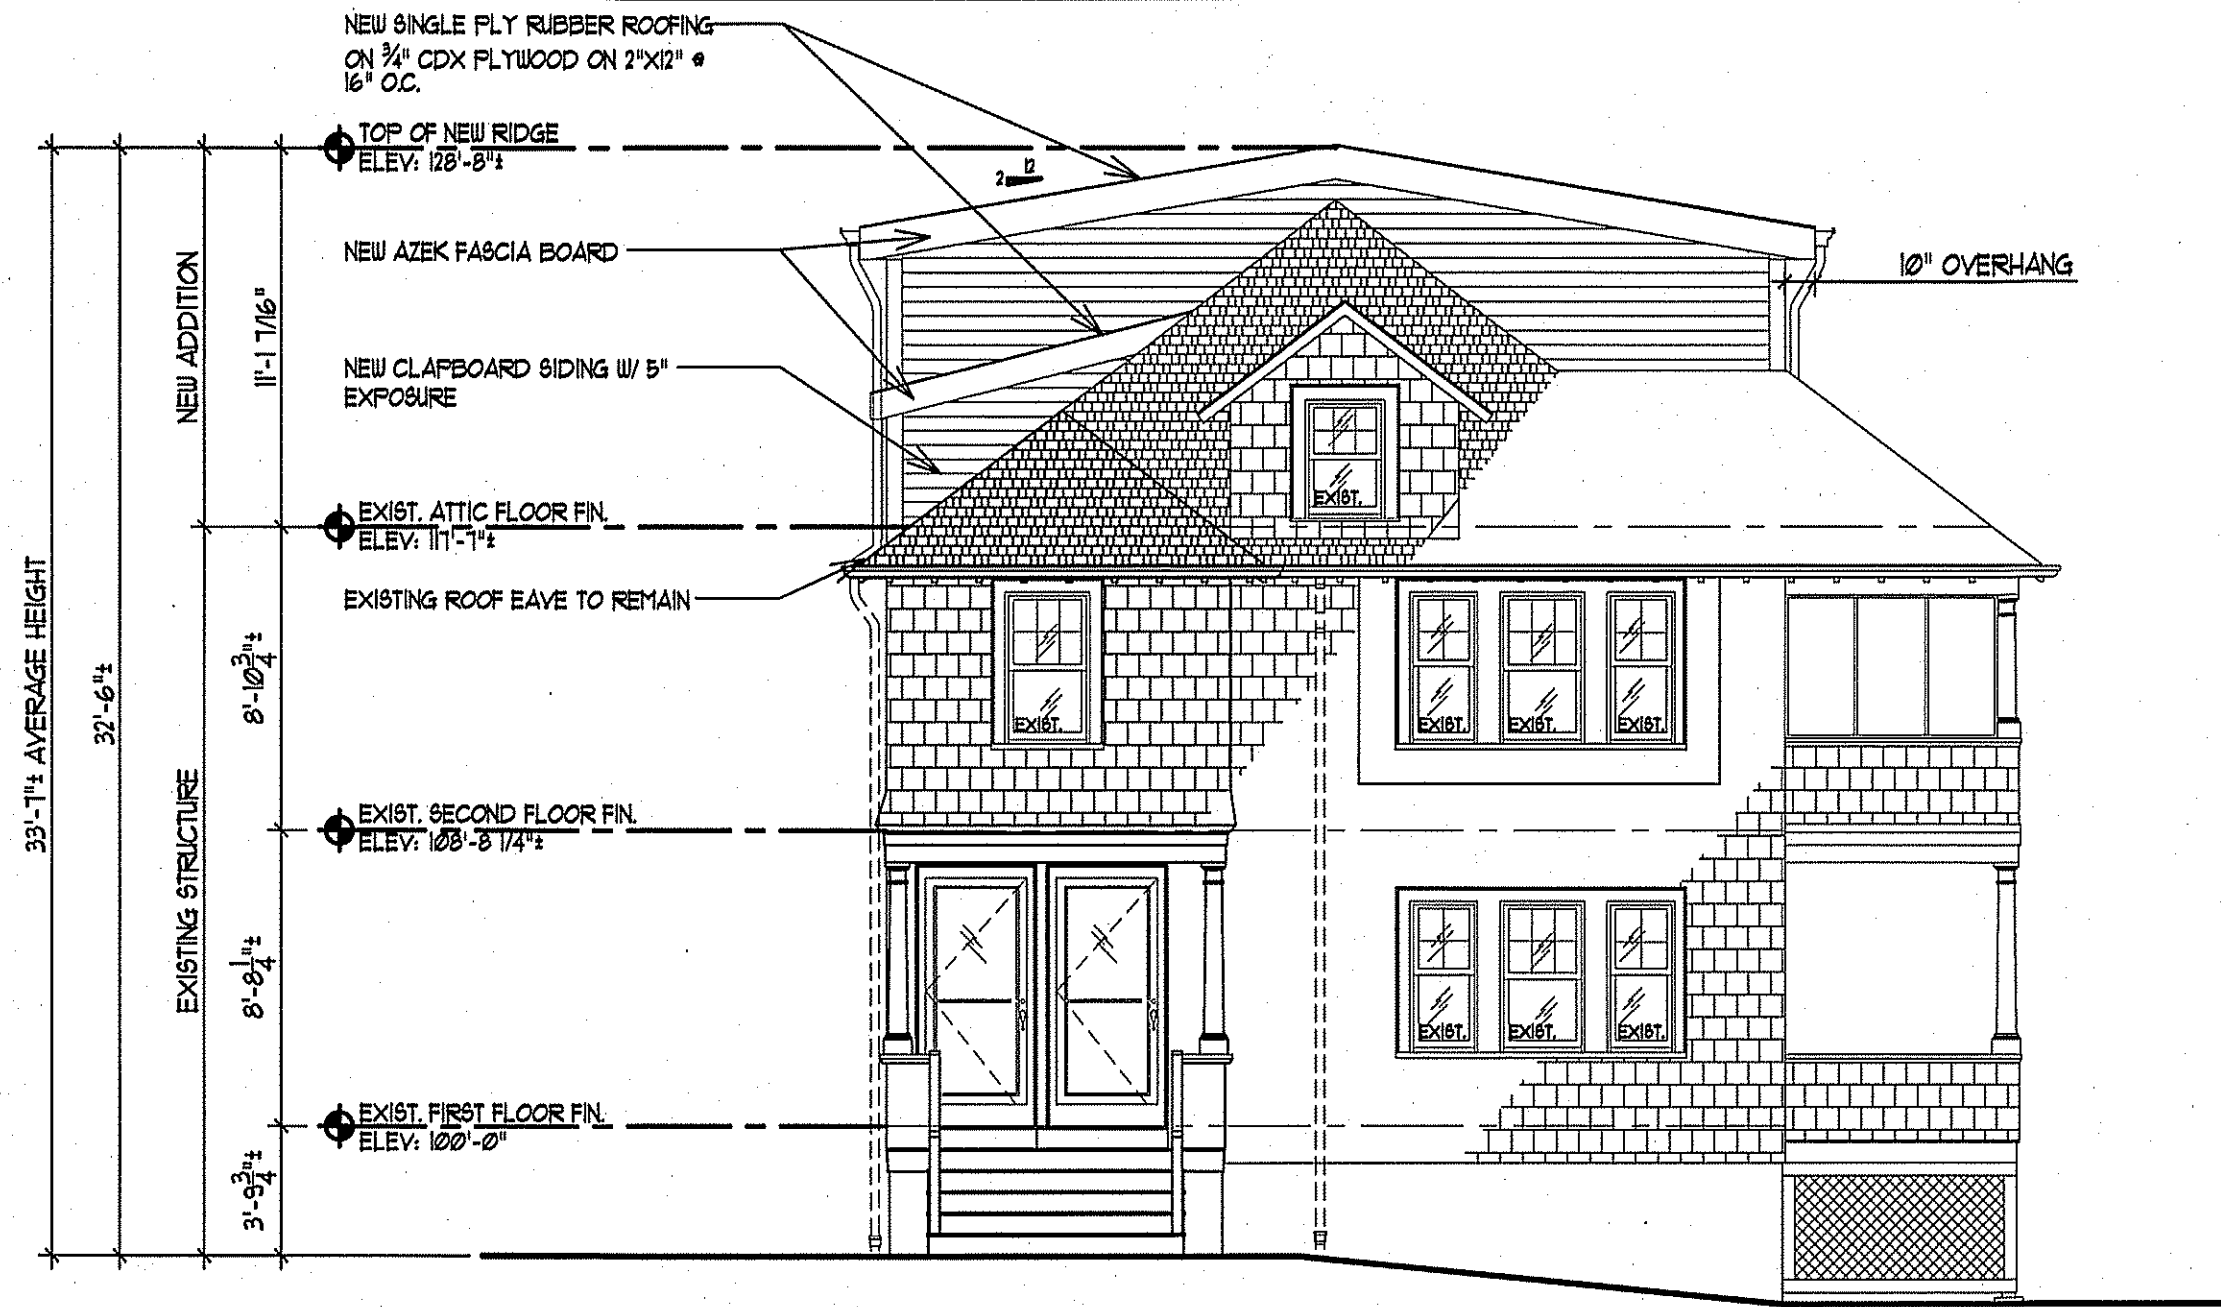 NEW SINGLE PLY RUBBER ROOFING
ON 3/4" CDX PLYWOOD ON 2"X12" @
16" O.C.
TOP OF NEW RIDGE
ELEV: 128'-8"±
2
12
NEW AZEK FASCIA BOARD
10" OVERHANG
NEW CLAPBOARD SIDING W/ 5"
EXPOSURE
EXIST. ATTIC FLOOR FIN.
ELEV: 117'-7"±
EXISTING ROOF EAVE TO REMAIN
EXIST. SECOND FLOOR FIN.
ELEV: 108'-8 1/4"±
EXIST. FIRST FLOOR FIN.
ELEV: 100'-0"
33'-7"± AVERAGE HEIGHT
32'-6"±
NEW ADDITION
EXISTING STRUCTURE
11'-1 7/16"
8'-10 3/4"±
8'-8 1/4"±
3'-9 3/4"±
EXIST.
EXIST.
EXIST.
EXIST.
EXIST.
EXIST.
EXIST.
EXIST.